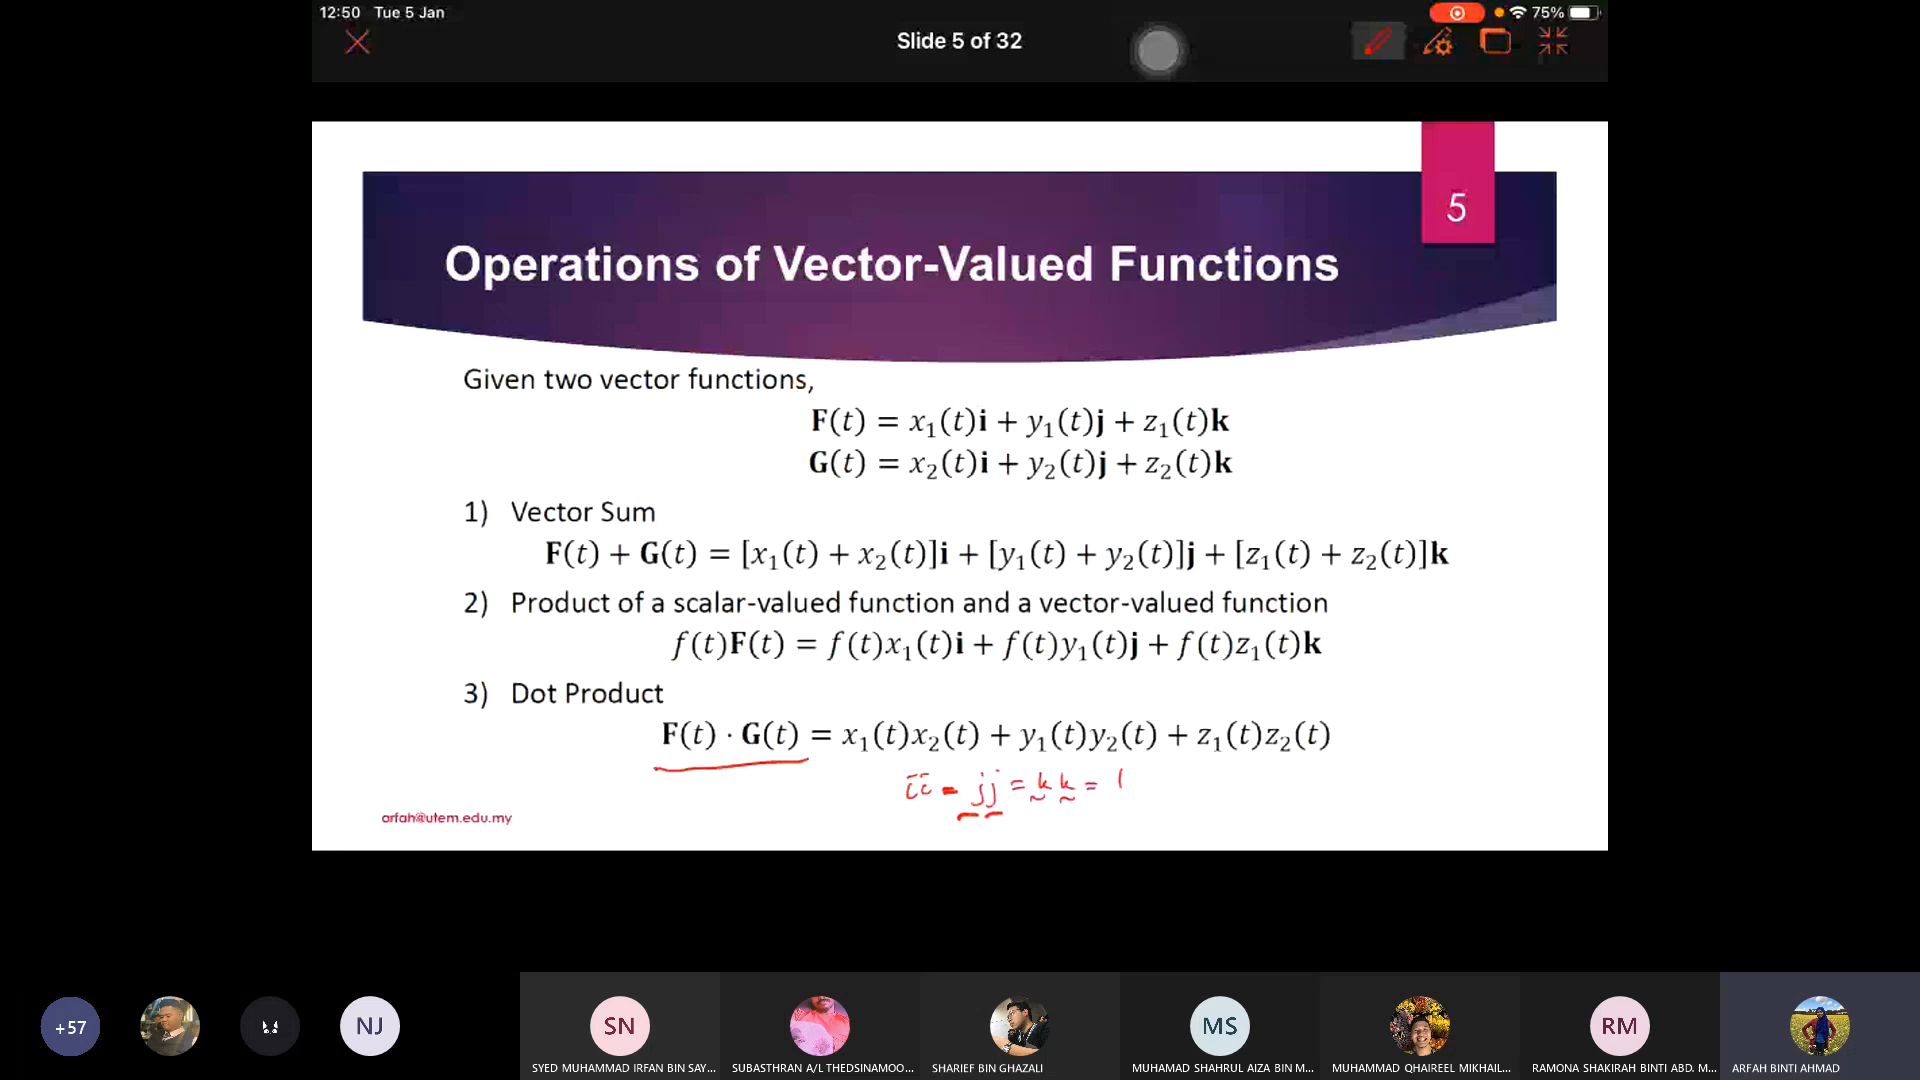 12:50 Tue 5 Jan
75%
Slide 5 of 32
5
Operations of Vector-Valued Functions
Given two vector functions,
F(t) = x₁(t)i + y₁(t)j + z₁(t)k
G(t) = x₂(t)i + y₂(t)j + z₂(t)k
1) Vector Sum
F(t) + G(t) = [x₁(t) + x₂(t)]i + [y₁(t) + y₂(t)]j + [z₁(t) + z₂(t)]k
2) Product of a scalar-valued function and a vector-valued function
f(t)F(t) = f(t)x₁(t)i + f(t)y₁(t)j + f(t)z₁(t)k
3) Dot Product
F(t) · G(t) = x₁(t)x₂(t) + y₁(t)y₂(t) + z₁(t)z₂(t)
ii = jj = kk = 1
arfah@utem.edu.my
+57
NJ
SN
MS
RM
SYED MUHAMMAD IRFAN BIN SAY...
SUBASTHRAN A/L THEDSINAMOO...
SHARIEF BIN GHAZALI
MUHAMAD SHAHRUL AIZA BIN M...
MUHAMMAD QHAIREEL MIKHAIL...
RAMONA SHAKIRAH BINTI ABD. M...
ARFAH BINTI AHMAD